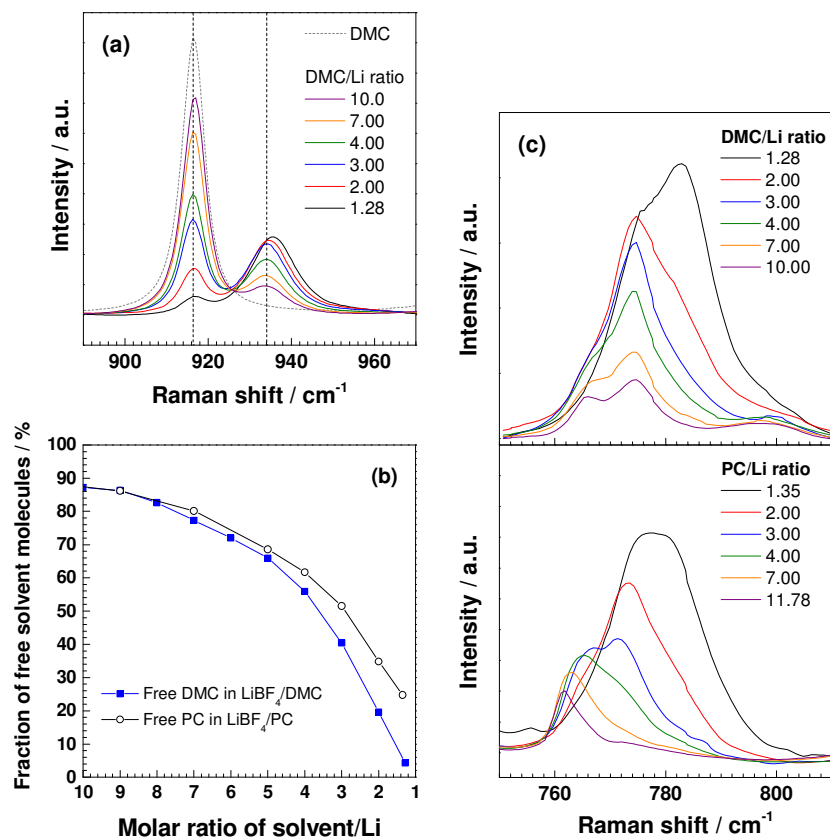 (a)
DMC
DMC/Li ratio
10.0
7.00
4.00
3.00
2.00
1.28
Intensity / a.u.
900 920 940 960
Raman shift / cm-1
(b)
100
90
80
70
60
50
40
30
20
10
0
Fraction of free solvent molecules / %
Free DMC in LiBF4/DMC
Free PC in LiBF4/PC
10 9 8 7 6 5 4 3 2 1
Molar ratio of solvent/Li
(c)
DMC/Li ratio
1.28
2.00
3.00
4.00
7.00
10.00
Intensity / a.u.
PC/Li ratio
1.35
2.00
3.00
4.00
7.00
11.78
Intensity / a.u.
760 780 800
Raman shift / cm-1